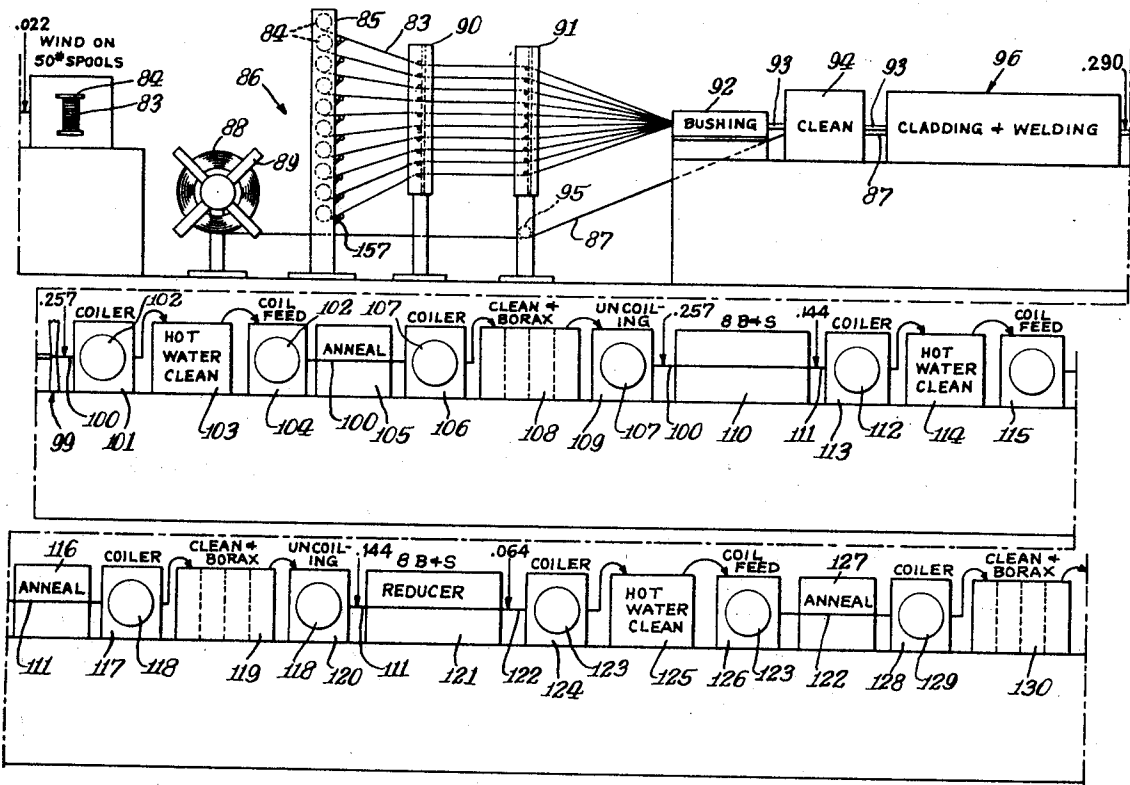 .022
WIND ON
50# SPOOLS
84
83
86
88
89
84
85
83
90
91
157
95
87
92
BUSHING
93
94
CLEAN
93
96
CLADDING + WELDING
87
.290
.257
COILER
102
HOT
WATER
CLEAN
COIL
FEED
102
ANNEAL
107
COILER
CLEAN +
BORAX
UNCOIL-
ING
.257
8 B+S
.144
COILER
HOT
WATER
CLEAN
COIL
FEED
99
100
101
103
104
100
105
106
108
109
107
100
110
111
113
112
114
115
116
ANNEAL
COILER
CLEAN +
BORAX
UNCOIL-
ING
.144
8 B+S
REDUCER
.064
COILER
HOT
WATER
CLEAN
COIL
FEED
127
ANNEAL
COILER
CLEAN +
BORAX
111
117
118
119
118
120
111
121
122
124
123
125
126
123
122
128
129
130